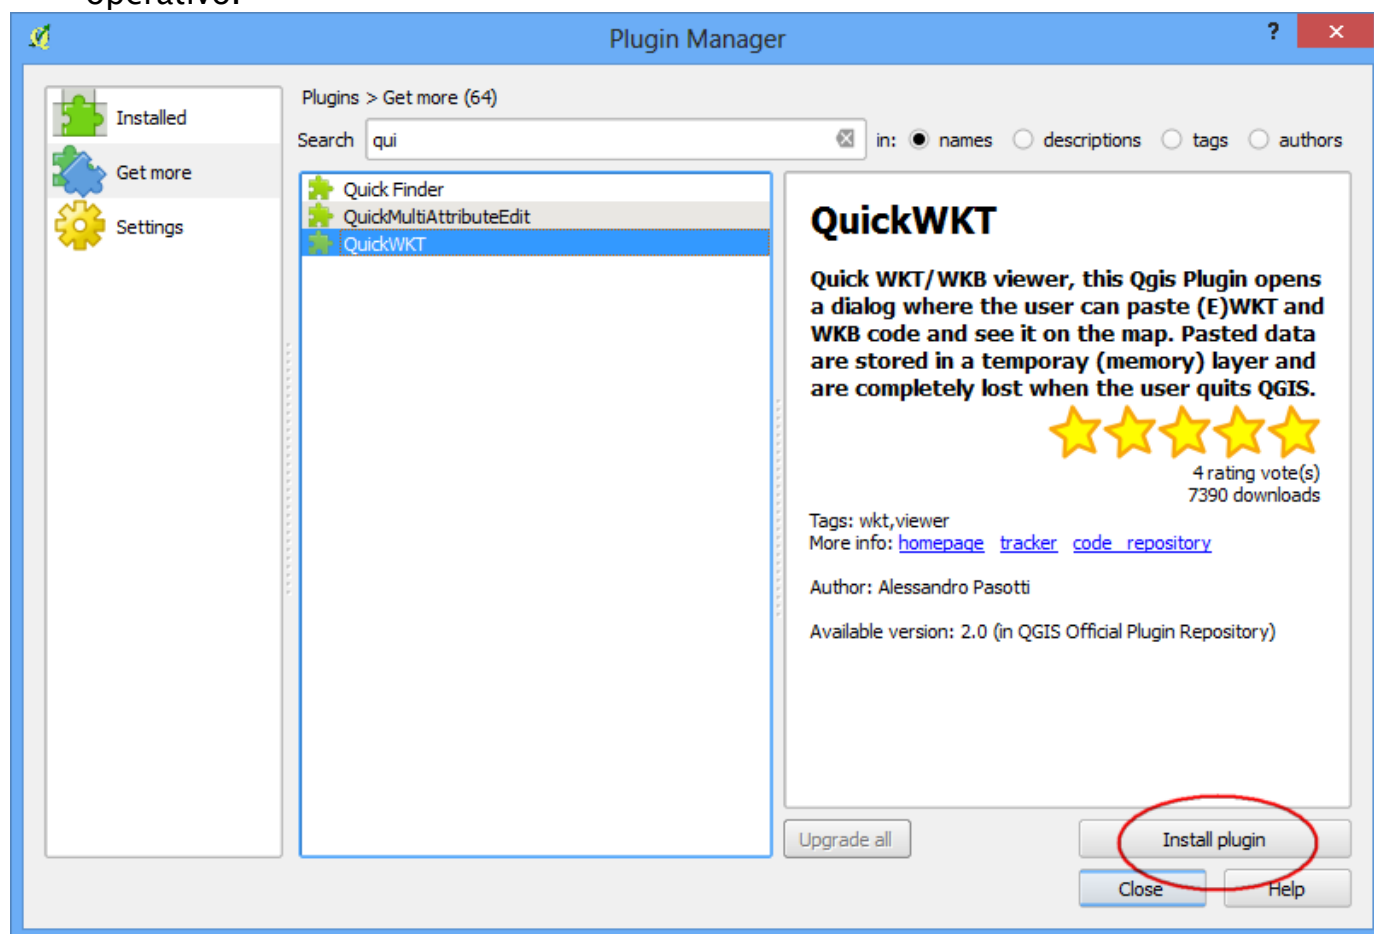 operativo.
Plugin Manager
?
Installed
Get more
Settings
Plugins > Get more (64)
Search qui in: names descriptions tags authors
Quick Finder
QuickMultiAttributeEdit
QuickWKT
QuickWKT
Quick WKT/WKB viewer, this Qgis Plugin opens
a dialog where the user can paste (E)WKT and
WKB code and see it on the map. Pasted data
are stored in a temporay (memory) layer and
are completely lost when the user quits QGIS.
4 rating vote(s)
7390 downloads
Tags: wkt,viewer
More info: homepage tracker code repository
Author: Alessandro Pasotti
Available version: 2.0 (in QGIS Official Plugin Repository)
Upgrade all
Install plugin
Close
Help